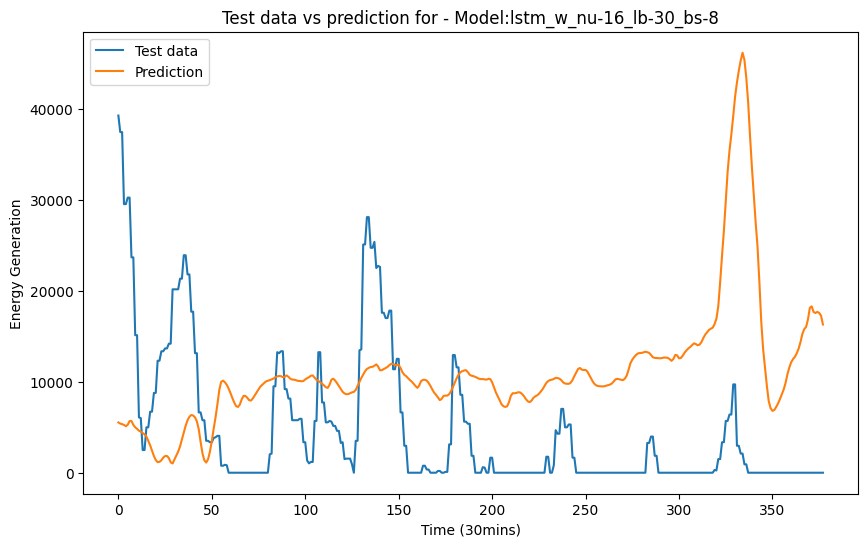 Test data vs prediction for - Model:lstm_w_nu-16_lb-30_bs-8
Test data
Prediction
Energy Generation
40000
30000
20000
10000
0
0 50 100 150 200 250 300 350
Time (30mins)